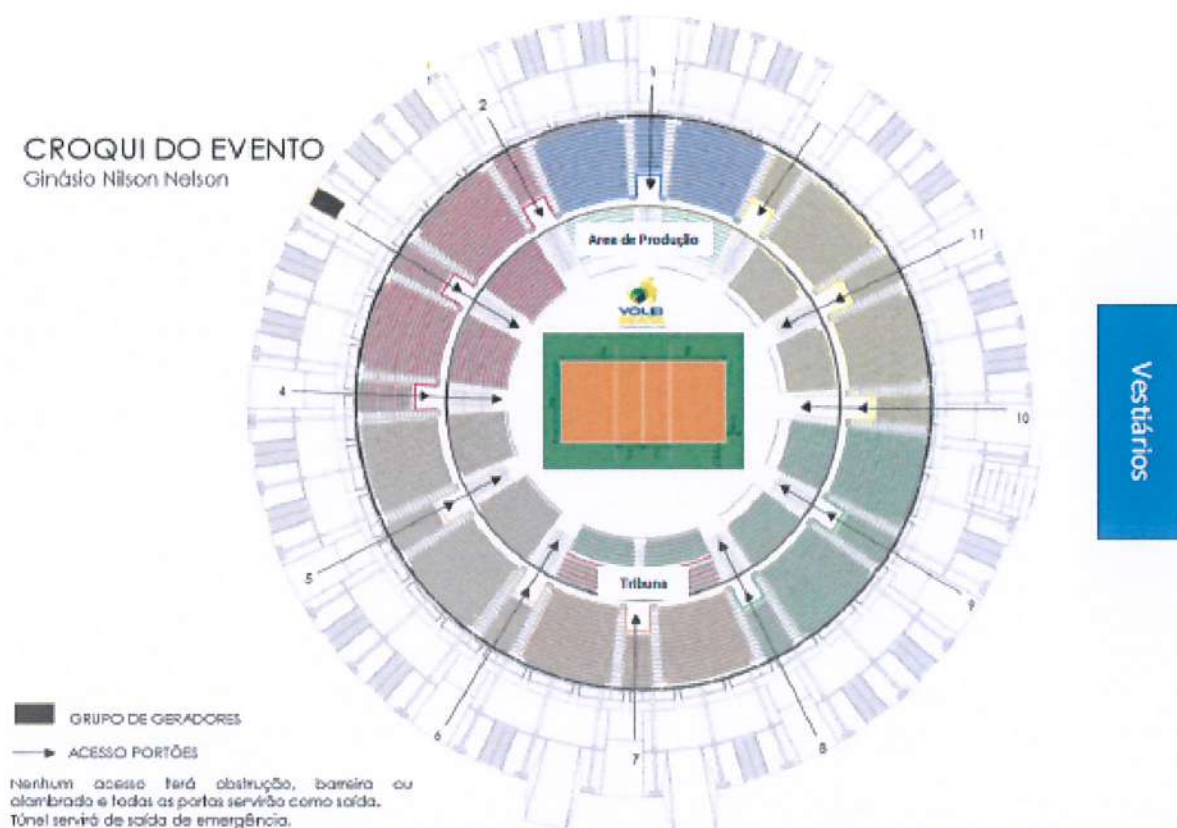 CROQUI DO EVENTO
Ginásio Nilson Nelson
1
2
Area de Produção
11
VOLEI
4
10
Vestiários
5
Tribuna
9
6
7
8
GRUPO DE GERADORES
ACESSO PORTÕES
Nenhum acesso terá obstrução, barreira ou
alambrado e todas as portas servirão como saída.
Túnel servirá de saída de emergência.